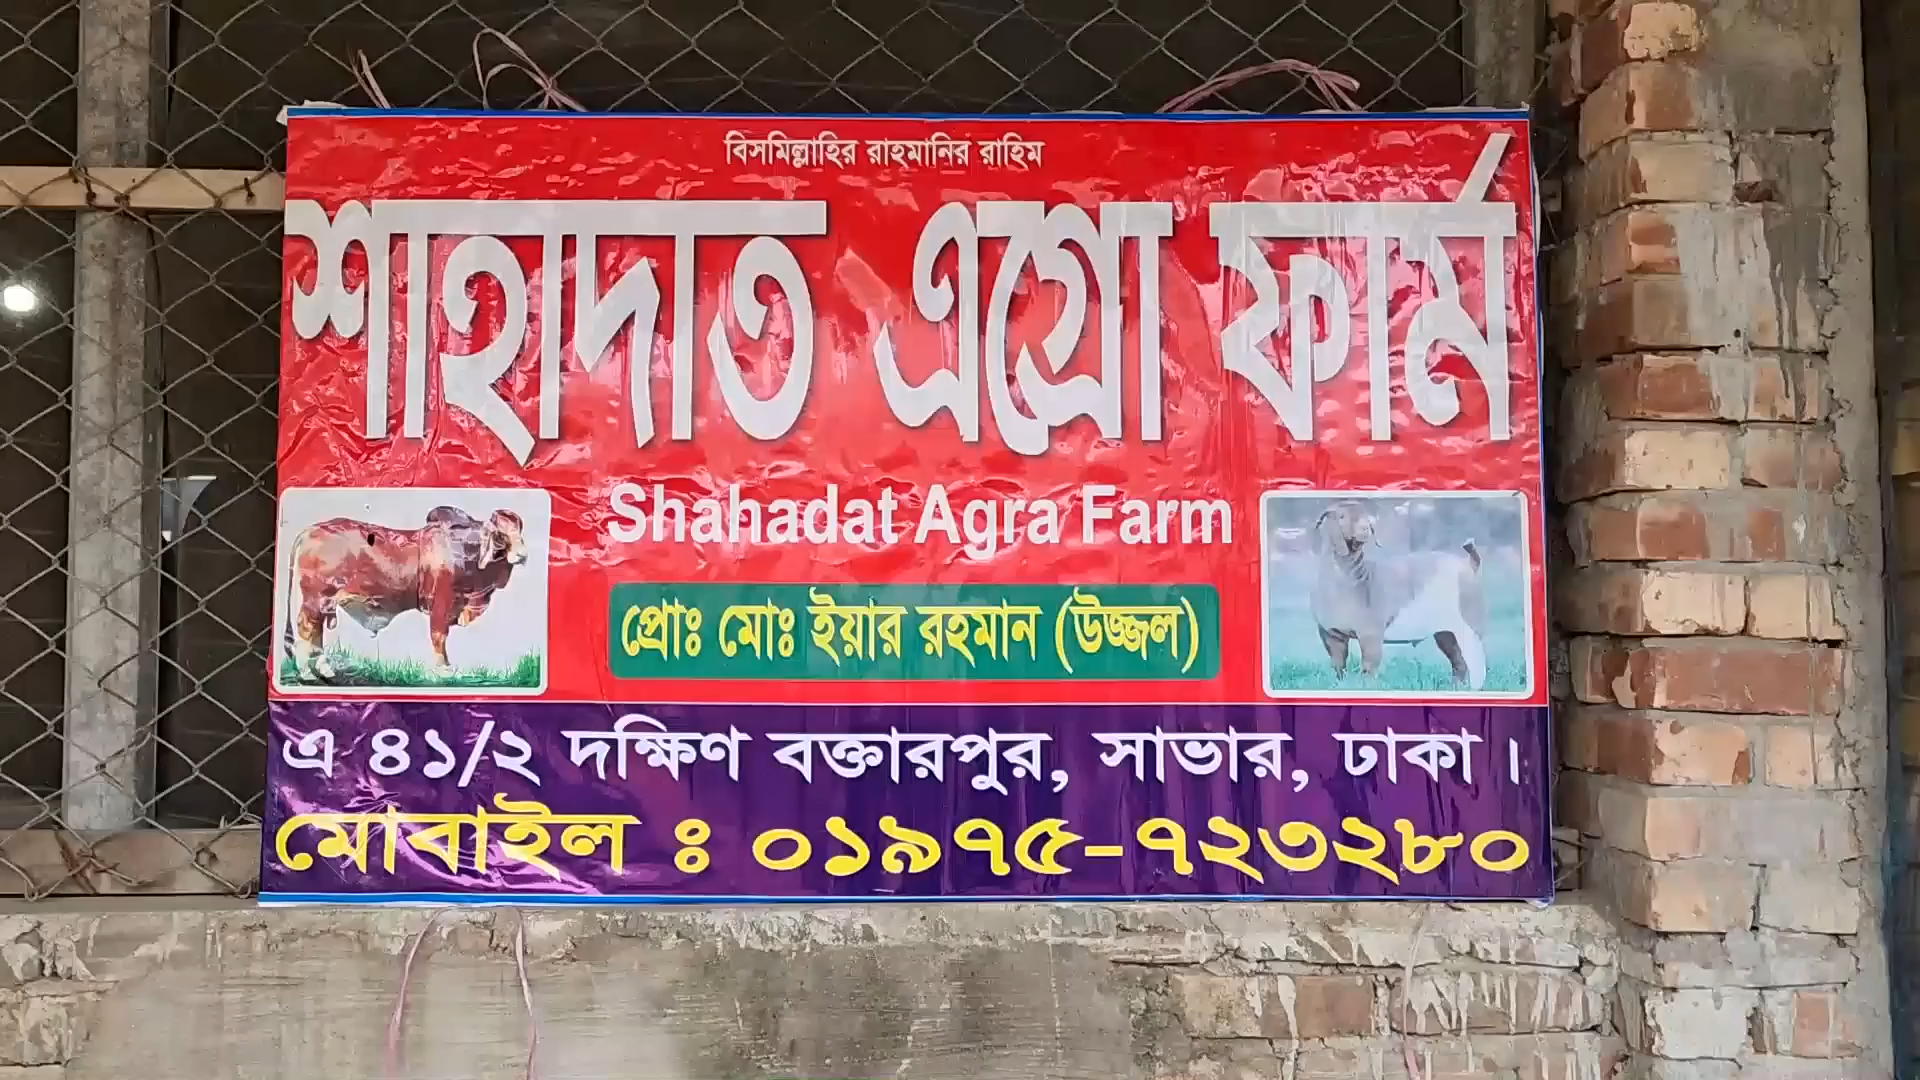 বিসমিল্লাহির রাহমানির রাহিম
শাহাদাত এগ্রো ফার্ম
Shahadat Agra Farm
প্রোঃ মোঃ ইয়ার রহমান (উজ্জল)
এ ৪১/২ দক্ষিণ বক্তারপুর, সাভার, ঢাকা।
মোবাইল : ০১৯৭৫-৭২৩২৮০